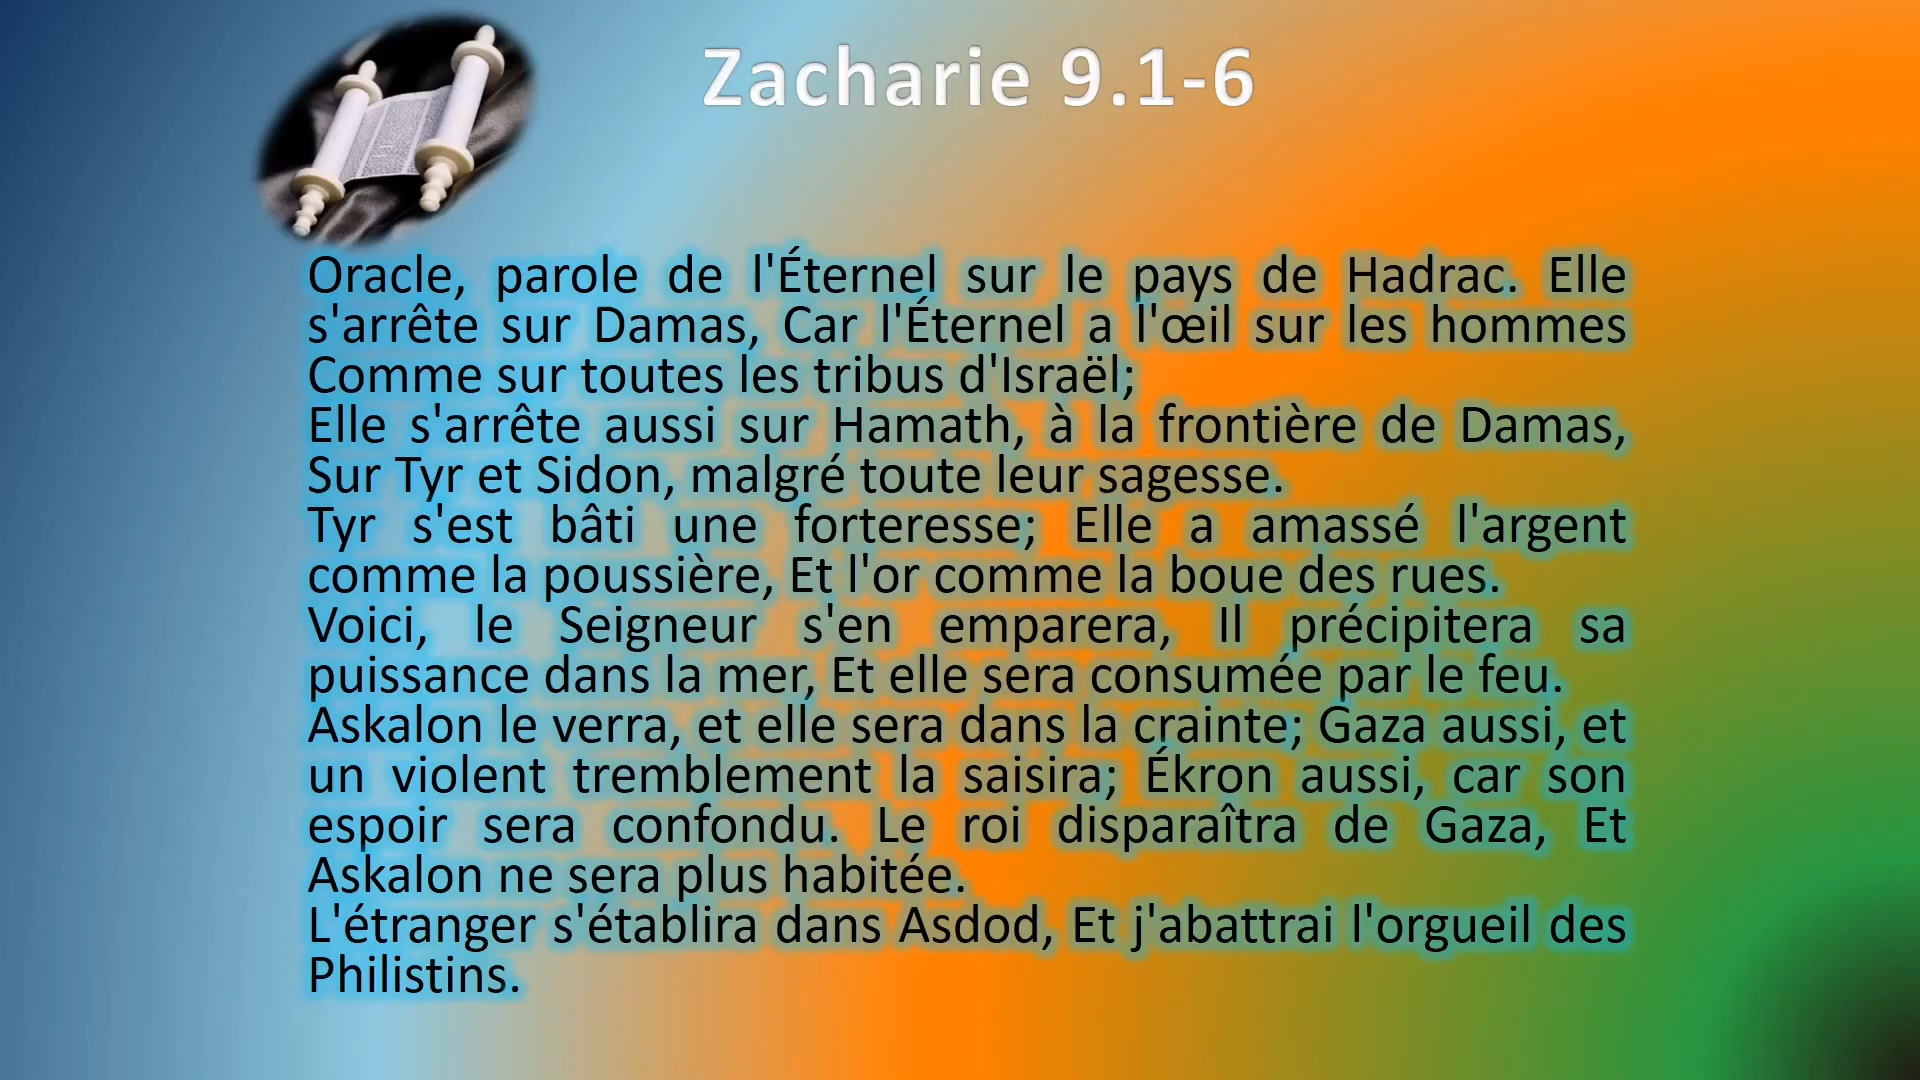 Zacharie 9.1-6
Oracle, parole de l'Éternel sur le pays de Hadrac. Elle
s'arrête sur Damas, Car l'Éternel a l'œil sur les hommes
Comme sur toutes les tribus d'Israël;
Elle s'arrête aussi sur Hamath, à la frontière de Damas,
Sur Tyr et Sidon, malgré toute leur sagesse.
Tyr s'est bâti une forteresse; Elle a amassé l'argent
comme la poussière, Et l'or comme la boue des rues.
Voici, le Seigneur s'en emparera, Il précipitera sa
puissance dans la mer, Et elle sera consumée par le feu.
Askalon le verra, et elle sera dans la crainte; Gaza aussi, et
un violent tremblement la saisira; Ékron aussi, car son
espoir sera confondu. Le roi disparaîtra de Gaza, Et
Askalon ne sera plus habitée.
L'étranger s'établira dans Asdod, Et j'abattrai l'orgueil des
Philistins.